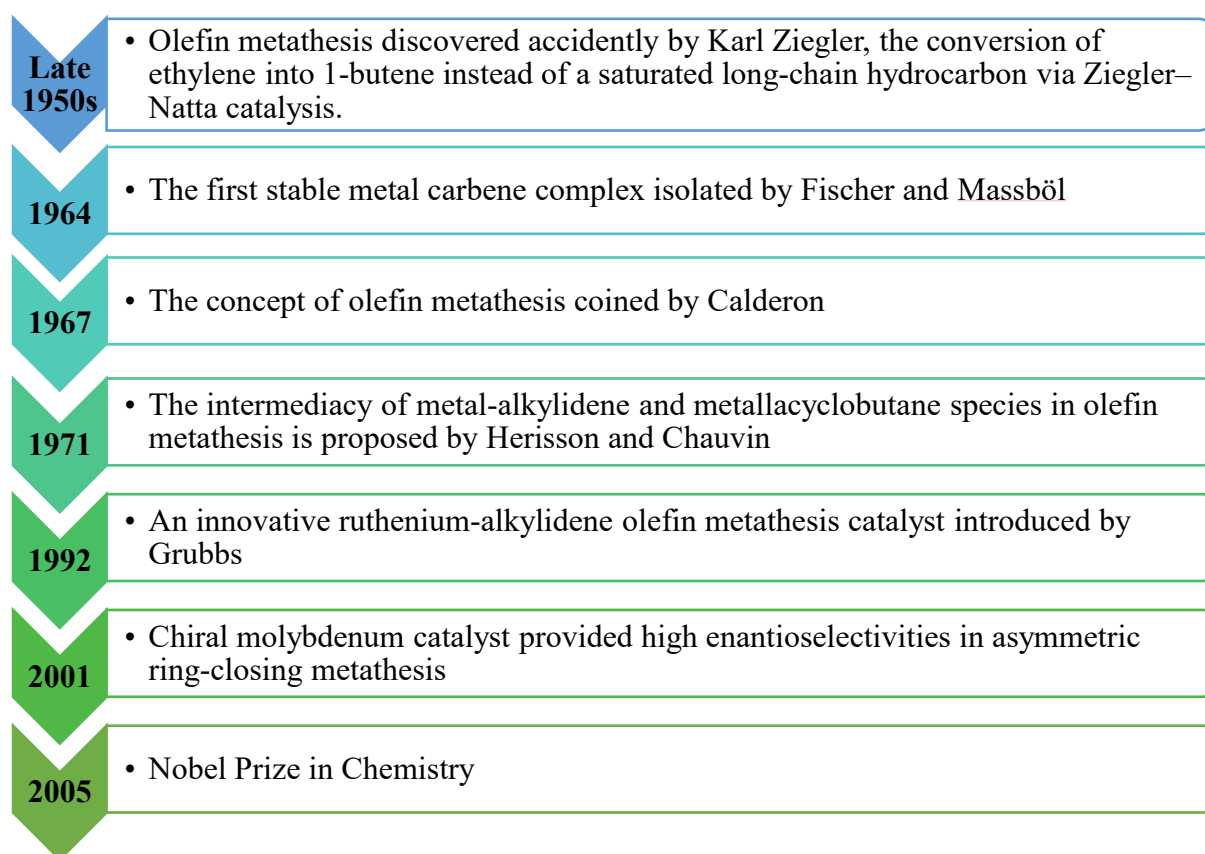 Late
1950s
• Olefin metathesis discovered accidently by Karl Ziegler, the conversion of
ethylene into 1-butene instead of a saturated long-chain hydrocarbon via Ziegler–
Natta catalysis.
1964
• The first stable metal carbene complex isolated by Fischer and Massböl
1967
• The concept of olefin metathesis coined by Calderon
1971
• The intermediacy of metal-alkylidene and metallacyclobutane species in olefin
metathesis is proposed by Herisson and Chauvin
1992
• An innovative ruthenium-alkylidene olefin metathesis catalyst introduced by
Grubbs
2001
• Chiral molybdenum catalyst provided high enantioselectivities in asymmetric
ring-closing metathesis
2005
• Nobel Prize in Chemistry